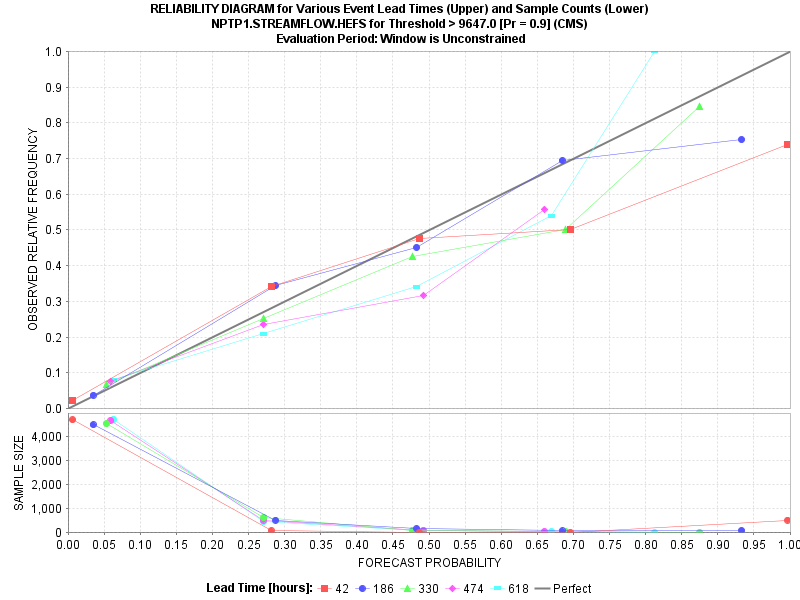 RELIABILITY DIAGRAM for Various Event Lead Times (Upper) and Sample Counts (Lower)
NPTP1.STREAMFLOW.HEFS for Threshold > 9647.0 [Pr = 0.9] (CMS)
Evaluation Period: Window is Unconstrained
OBSERVED RELATIVE FREQUENCY
1.0
0.9
0.8
0.7
0.6
0.5
0.4
0.3
0.2
0.1
0.0
SAMPLE SIZE
4,000
3,000
2,000
1,000
0
0.00 0.05 0.10 0.15 0.20 0.25 0.30 0.35 0.40 0.45 0.50 0.55 0.60 0.65 0.70 0.75 0.80 0.85 0.90 0.95 1.0
FORECAST PROBABILITY
Lead Time [hours]: 42 186 330 474 618 Perfect